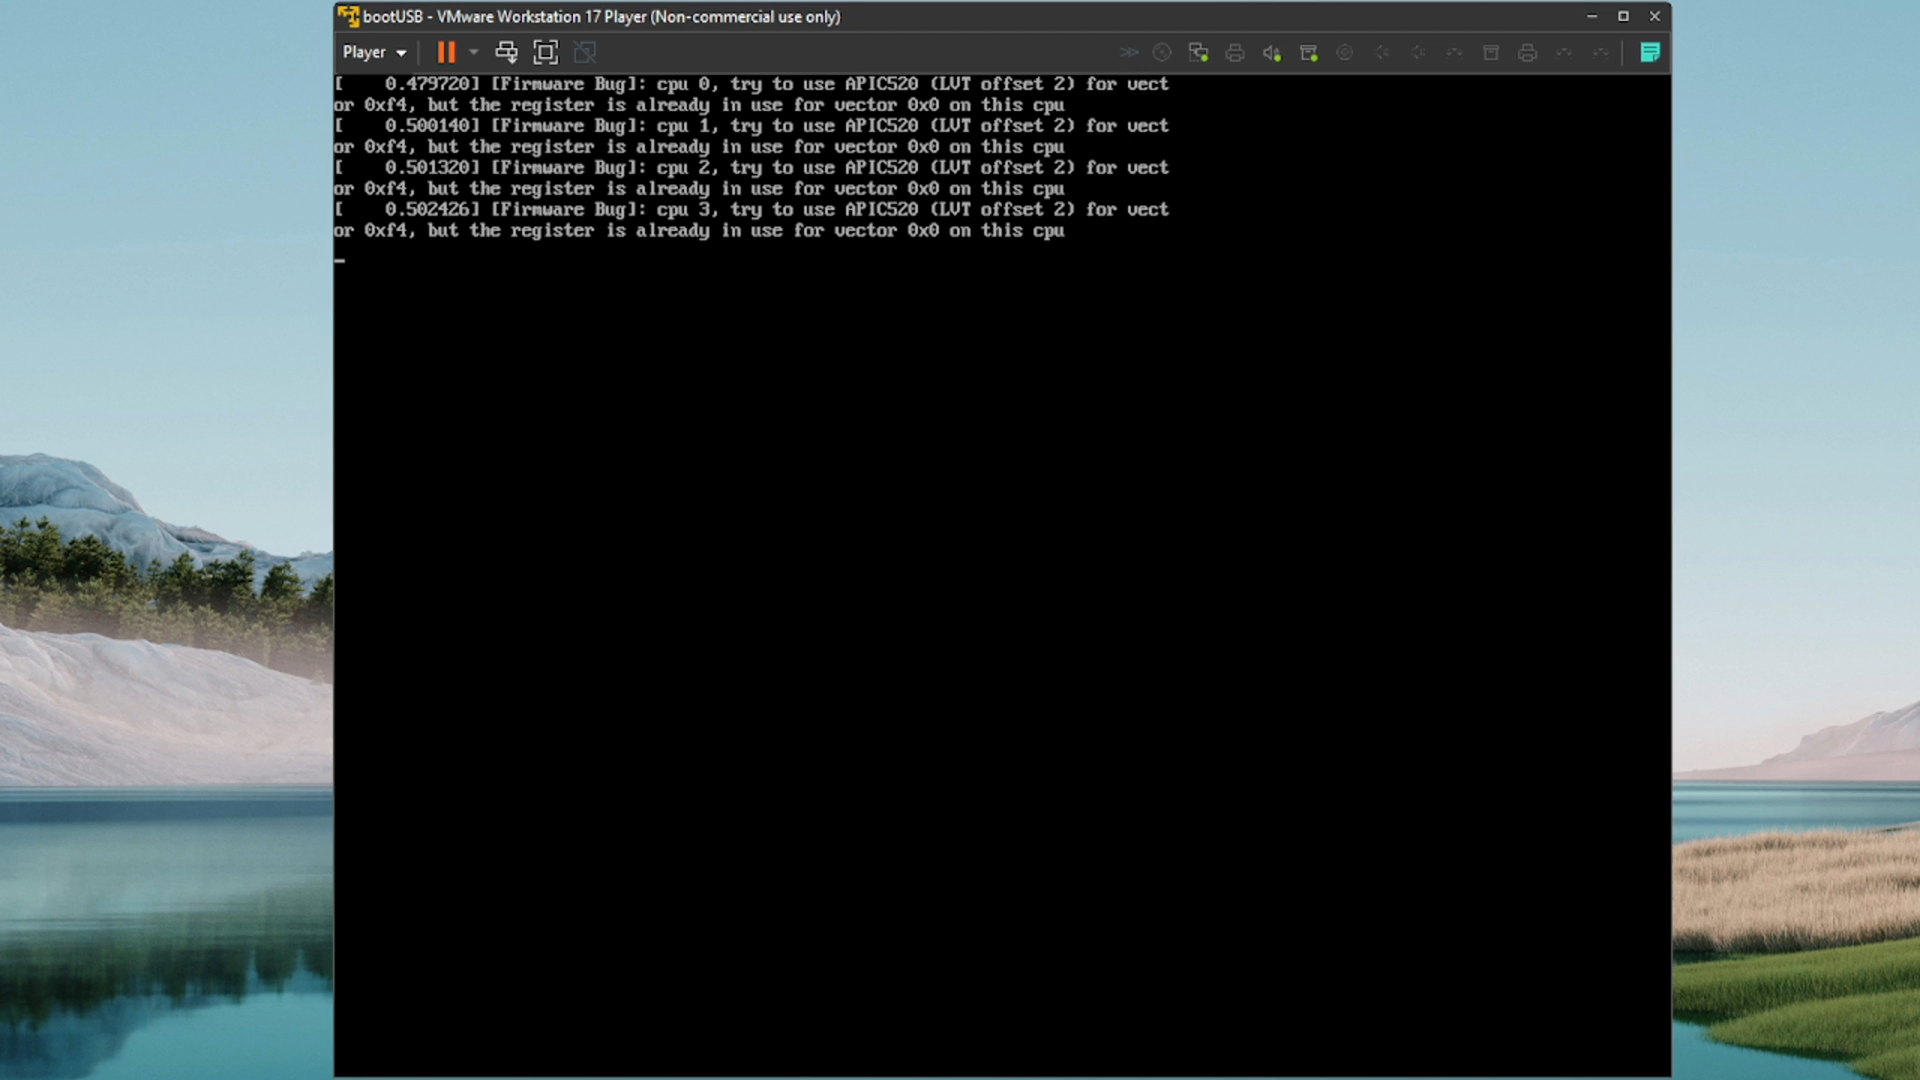 bootUSB - VMware Workstation 17 Player (Non-commercial use only)
Player
[    0.479720] [Firmware Bug]: cpu 0, try to use APIC520 (LVT offset 2) for vect
or 0xf4, but the register is already in use for vector 0x0 on this cpu
[    0.500140] [Firmware Bug]: cpu 1, try to use APIC520 (LVT offset 2) for vect
or 0xf4, but the register is already in use for vector 0x0 on this cpu
[    0.501320] [Firmware Bug]: cpu 2, try to use APIC520 (LVT offset 2) for vect
or 0xf4, but the register is already in use for vector 0x0 on this cpu
[    0.502426] [Firmware Bug]: cpu 3, try to use APIC520 (LVT offset 2) for vect
or 0xf4, but the register is already in use for vector 0x0 on this cpu